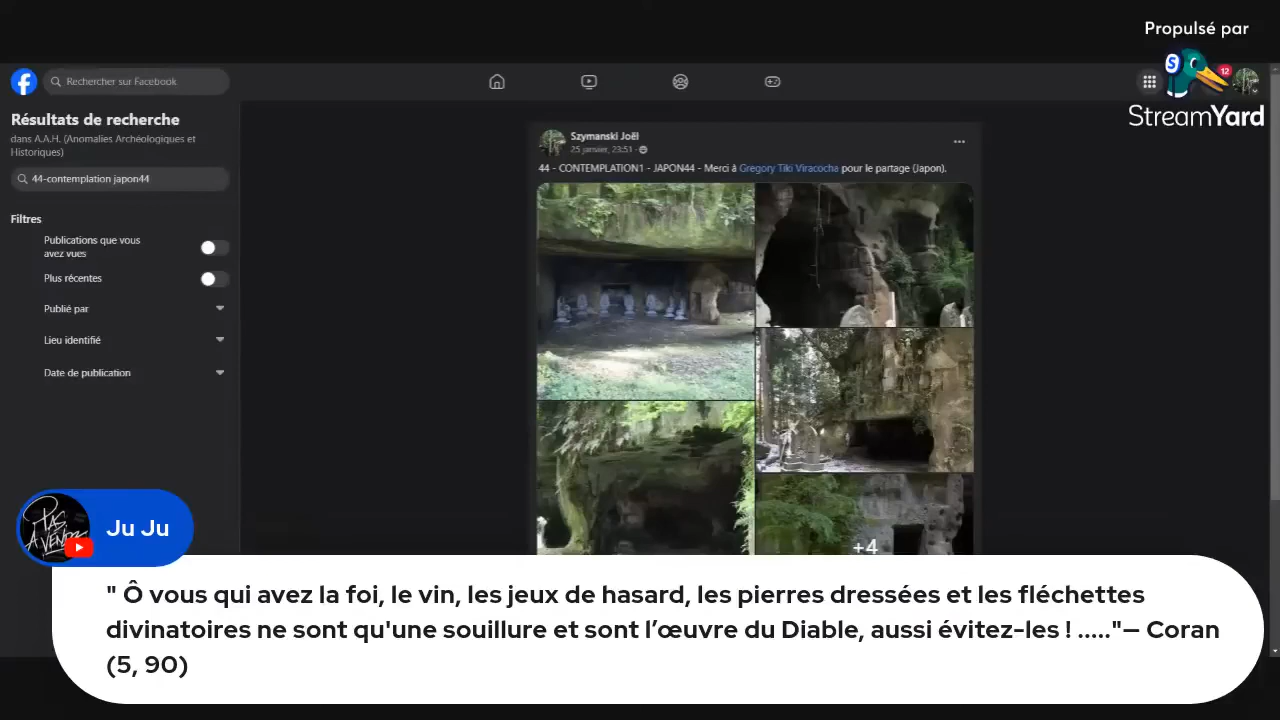 Propulsé par
StreamYard
12
Rechercher sur Facebook
Résultats de recherche
dans A.A.H. (Anomalies Archéologiques et
Historiques)
44-contemplation japon44
Filtres
Publications que vous
avez vues
Plus récentes
Publié par
Lieu identifié
Date de publication
Szymanski Joël
25 janvier, 23:51
44 - CONTEMPLATION1 - JAPON44 - Merci à Gregory Tiki Viracocha pour le partage (Japon).
+4
PAS
A VENDRE
Ju Ju
" Ô vous qui avez la foi, le vin, les jeux de hasard, les pierres dressées et les fléchettes
divinatoires ne sont qu'une souillure et sont l’œuvre du Diable, aussi évitez-les ! ....."— Coran
(5, 90)